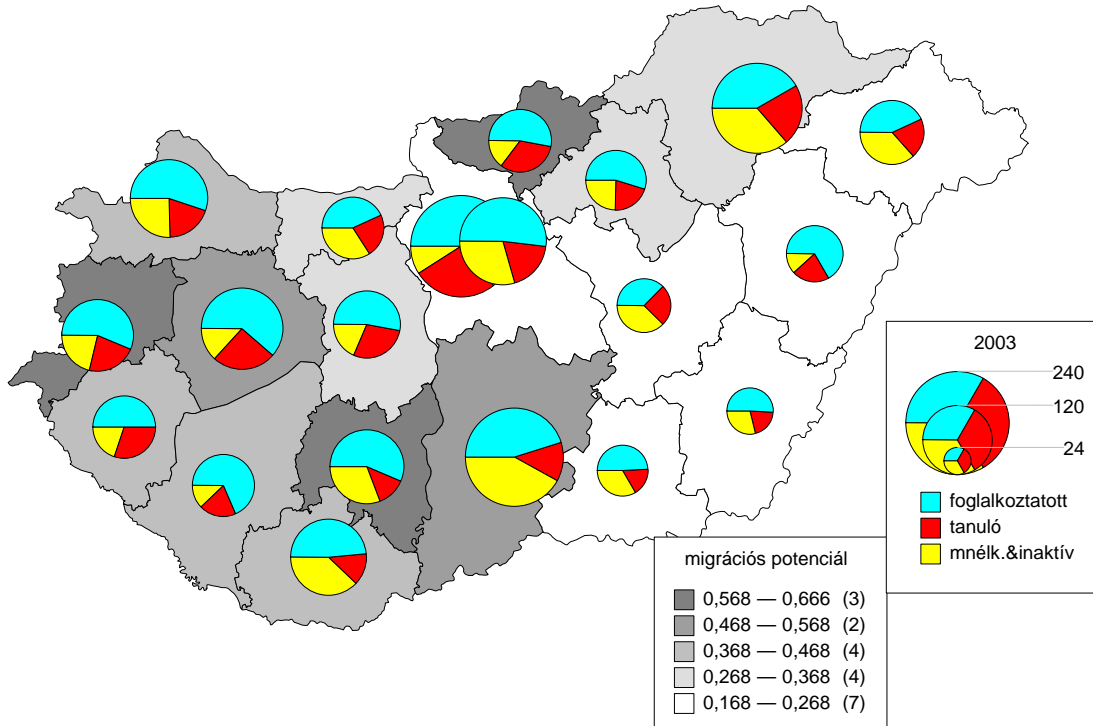 2003
240
120
24
foglalkoztatott
tanuló
mnélk.&inaktív
migrációs potenciál
0,568 — 0,666 (3)
0,468 — 0,568 (2)
0,368 — 0,468 (4)
0,268 — 0,368 (4)
0,168 — 0,268 (7)